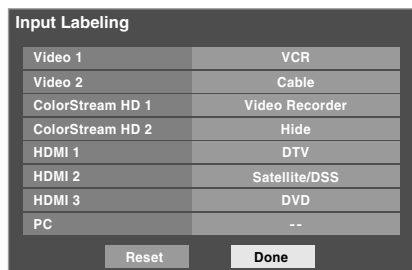 Input Labeling
Video 1 VCR
Video 2 Cable
ColorStream HD 1 Video Recorder
ColorStream HD 2 Hide
HDMI 1 DTV
HDMI 2 Satellite/DSS
HDMI 3 DVD
PC --
Reset Done